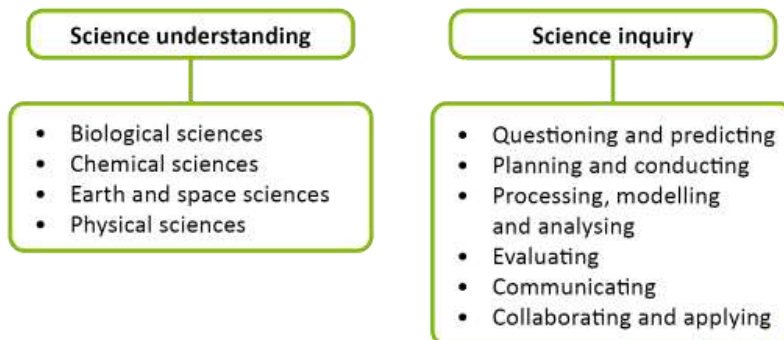 Science understanding
• Biological sciences
• Chemical sciences
• Earth and space sciences
• Physical sciences
Science inquiry
• Questioning and predicting
• Planning and conducting
• Processing, modelling
and analysing
• Evaluating
• Communicating
• Collaborating and applying